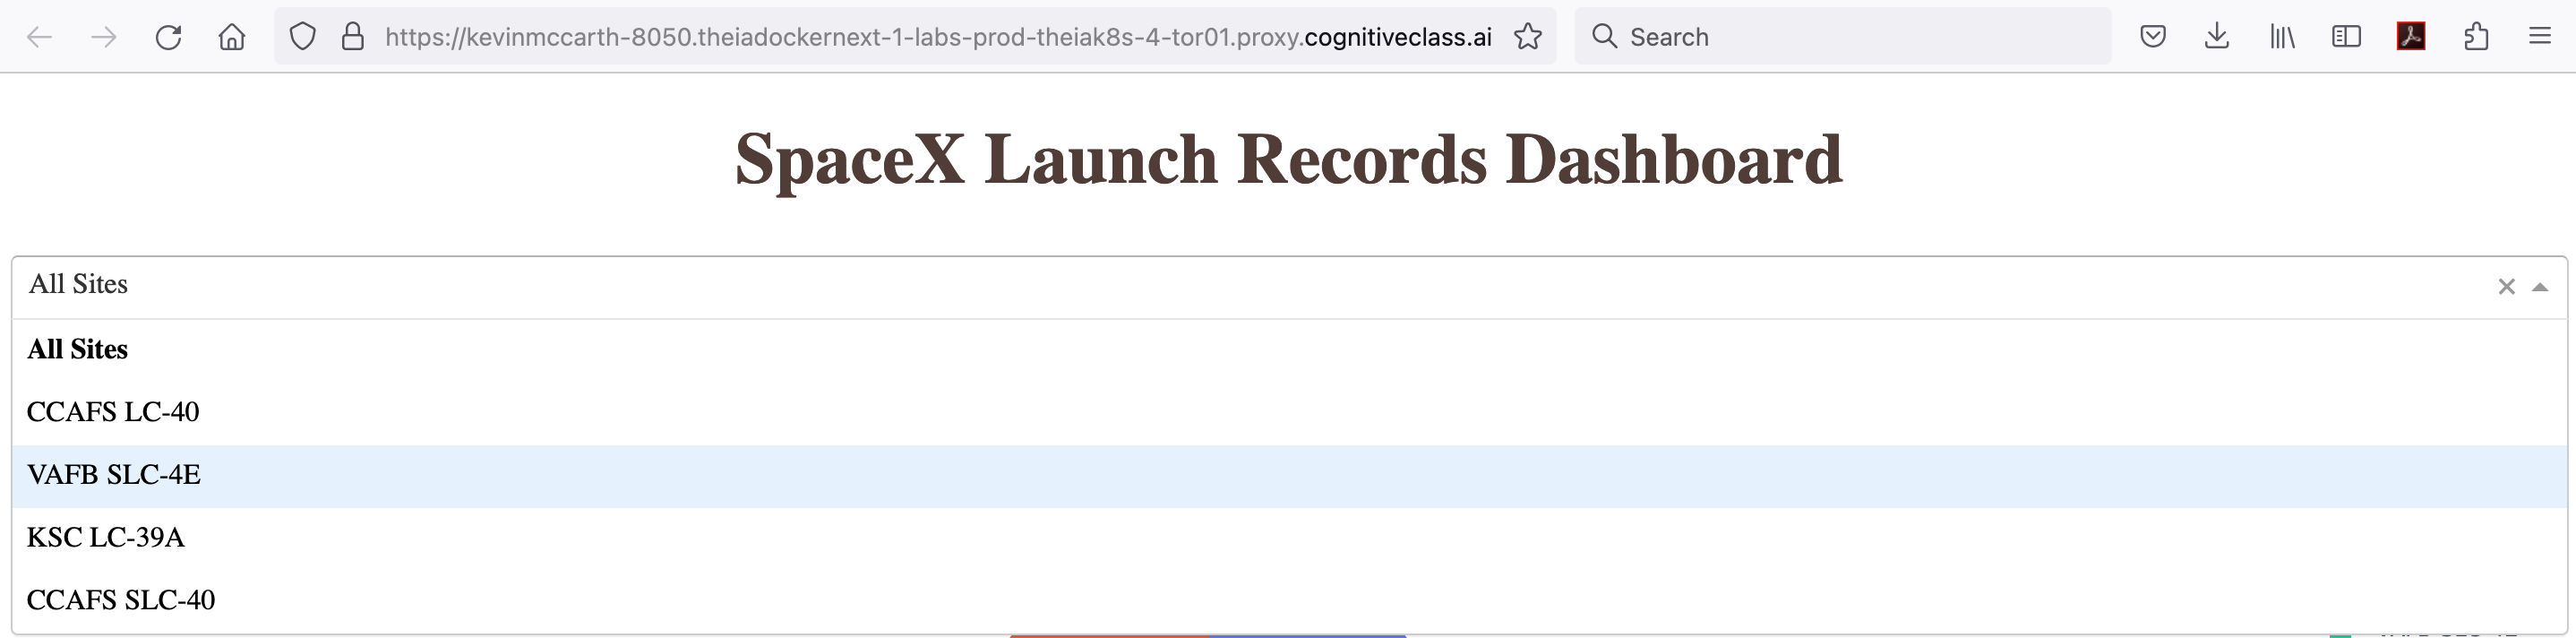 https://kevinmccarth-8050.theiadockernext-1-labs-prod-theiak8s-4-tor01.proxy.cognitiveclass.ai
Search
SpaceX Launch Records Dashboard
All Sites
All Sites
CCAFS LC-40
VAFB SLC-4E
KSC LC-39A
CCAFS SLC-40